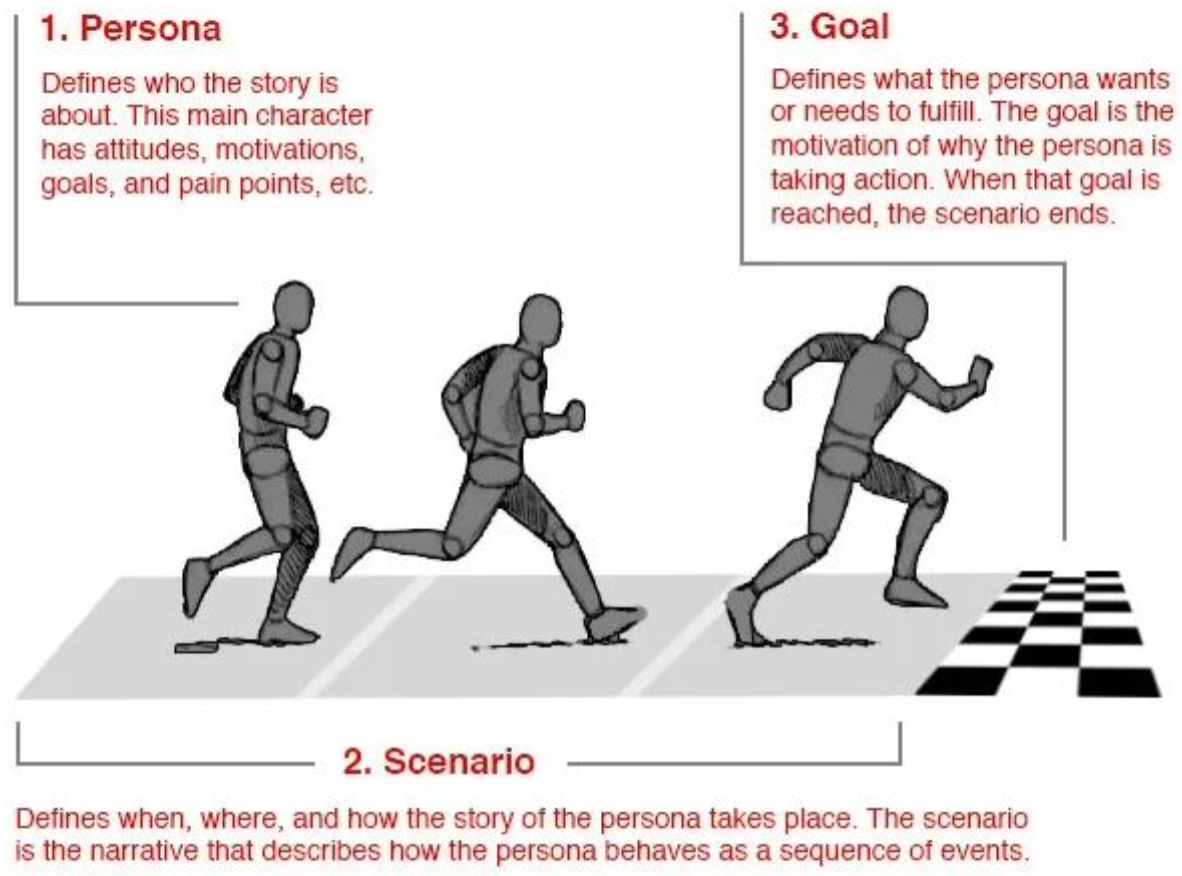 1. Persona
Defines who the story is
about. This main character
has attitudes, motivations,
goals, and pain points, etc.
3. Goal
Defines what the persona wants
or needs to fulfill. The goal is the
motivation of why the persona is
taking action. When that goal is
reached, the scenario ends.
2. Scenario
Defines when, where, and how the story of the persona takes place. The scenario
is the narrative that describes how the persona behaves as a sequence of events.